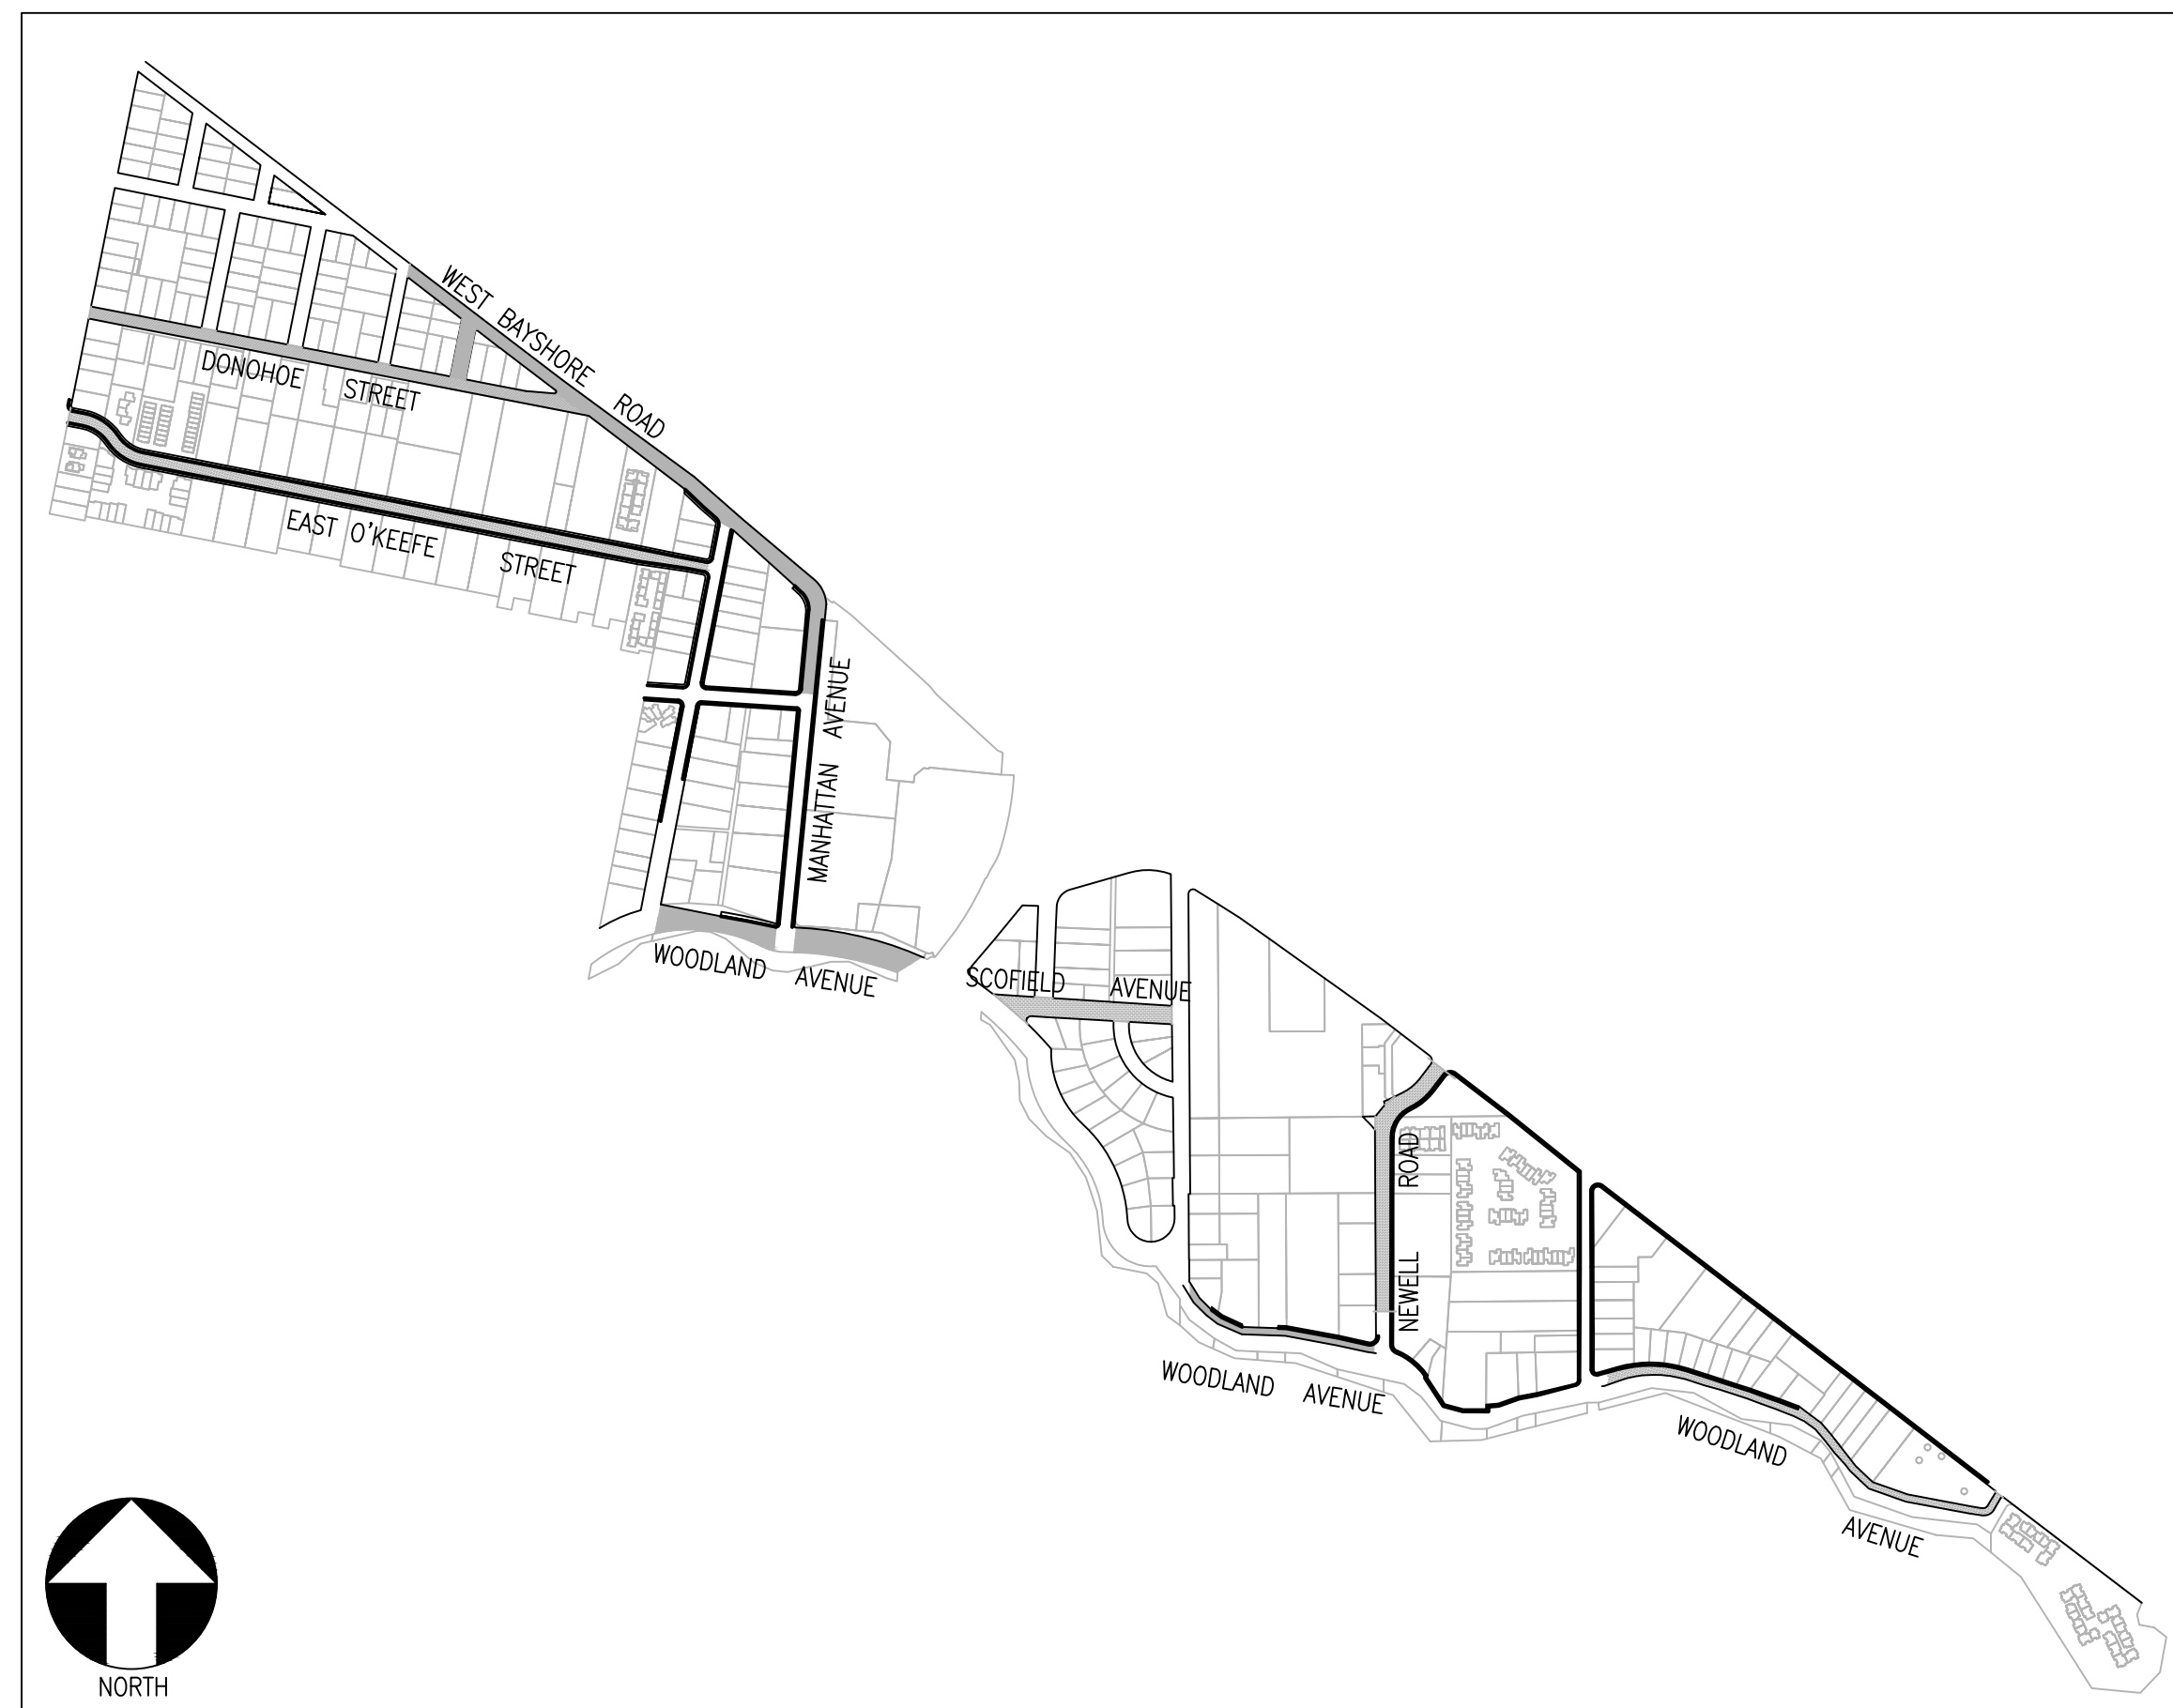 WEST BAYSHORE ROAD
DONOHOE STREET
EAST O'KEEFE STREET
MANHATTAN AVENUE
WOODLAND AVENUE
SCOFIELD AVENUE
NEWELL ROAD
WOODLAND AVENUE
WOODLAND AVENUE
NORTH